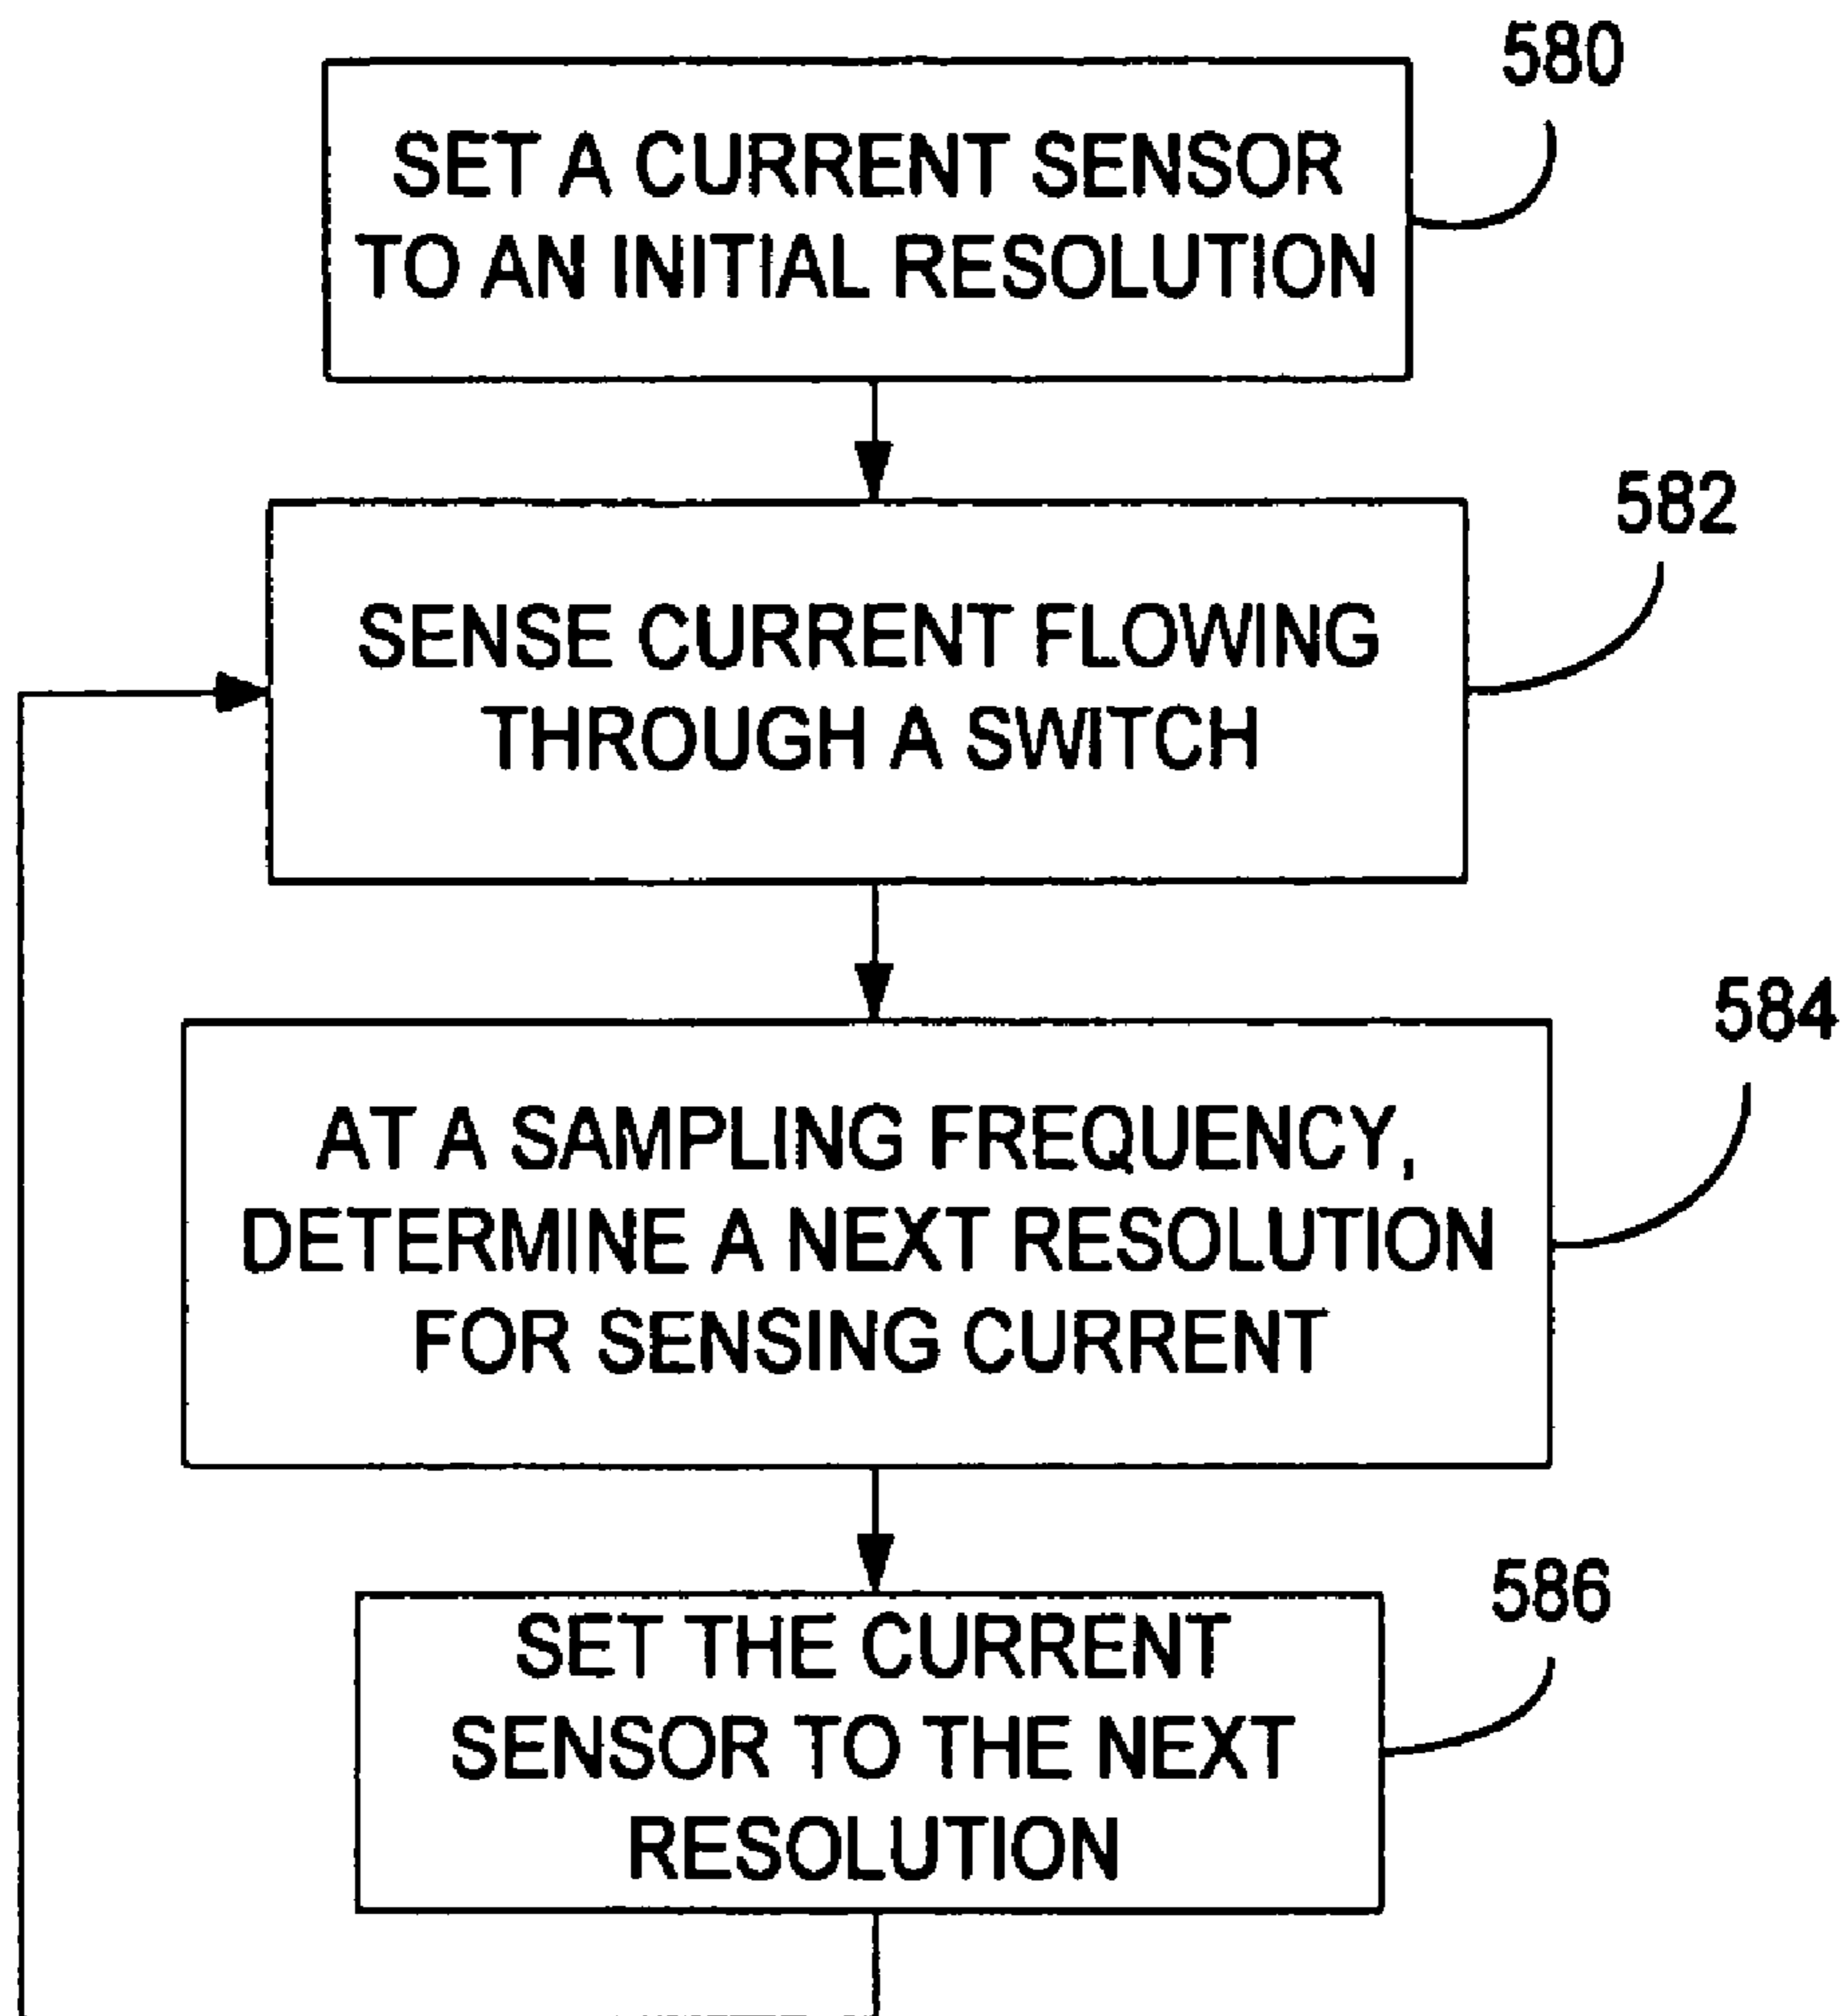 580
SET A CURRENT SENSOR
TO AN INITIAL RESOLUTION
582
SENSE CURRENT FLOWING
THROUGH A SWITCH
584
AT A SAMPLING FREQUENCY,
DETERMINE A NEXT RESOLUTION
FOR SENSING CURRENT
586
SET THE CURRENT
SENSOR TO THE NEXT
RESOLUTION